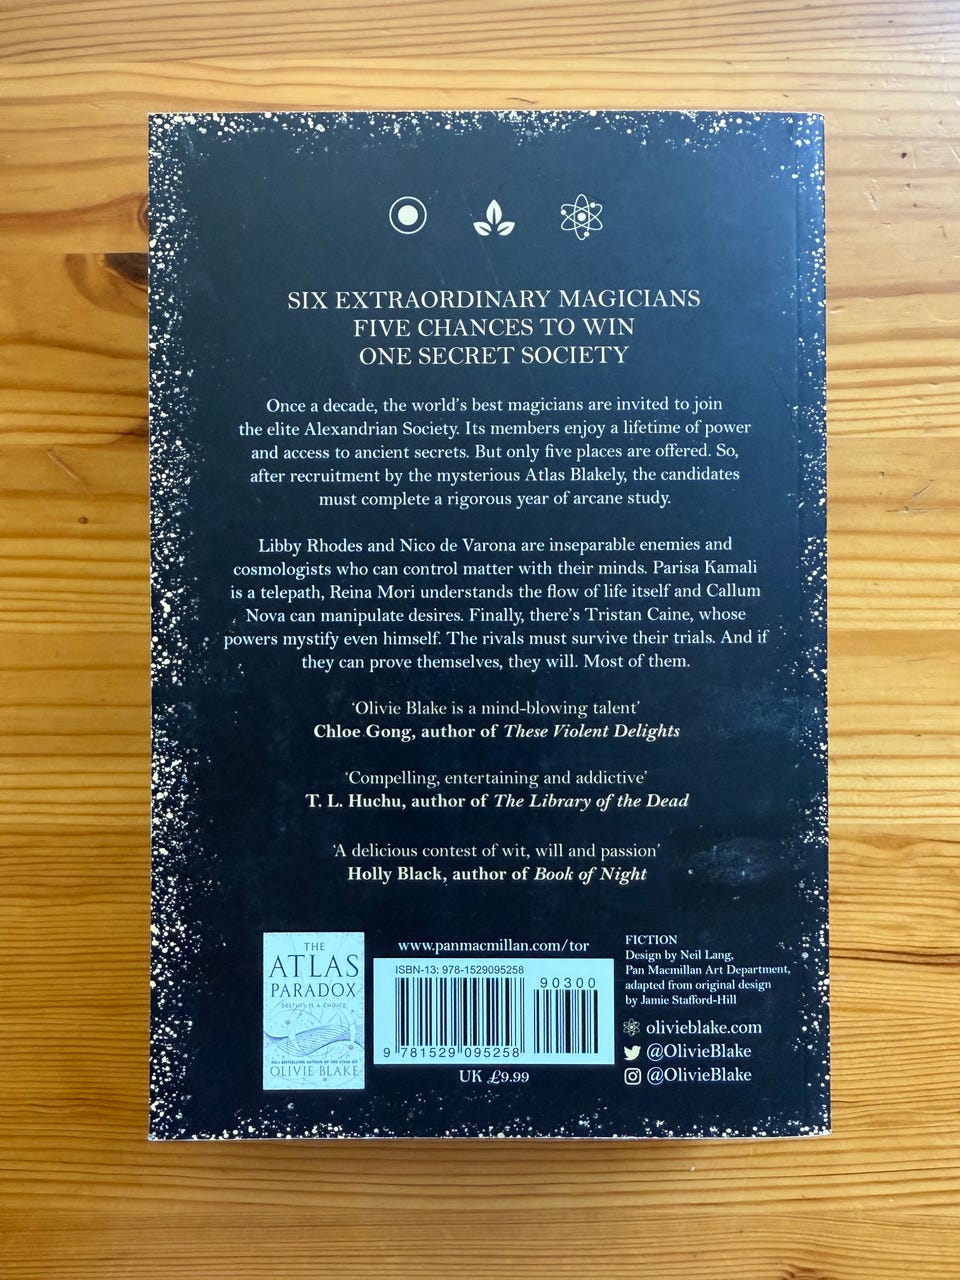 SIX EXTRAORDINARY MAGICIANS
FIVE CHANCES TO WIN
ONE SECRET SOCIETY
Once a decade, the world's best magicians are invited to join
the elite Alexandrian Society. Its members enjoy a lifetime of power
and access to ancient secrets. But only five places are offered. So,
after recruitment by the mysterious Atlas Blakely, the candidates
must complete a rigorous year of arcane study.
Libby Rhodes and Nico de Varona are inseparable enemies and
cosmologists who can control matter with their minds. Parisa Kamali
is a telepath, Reina Mori understands the flow of life itself and Callum
Nova can manipulate desires. Finally, there's Tristan Caine, whose
powers mystify even himself. The rivals must survive their trials. And if
they can prove themselves, they will. Most of them.
'Olivie Blake is a mind-blowing talent'
Chloe Gong, author of These Violent Delights
'Compelling, entertaining and addictive'
T. L. Huchu, author of The Library of the Dead
'A delicious contest of wit, will and passion'
Holly Black, author of Book of Night
THE
ATLAS
PARADOX
DESTINY IS A CHOICE
OLIVIE BLAKE
www.panmacmillan.com/tor
ISBN-13: 978-1529095258
90300
9 781529 095258
UK £9.99
FICTION
Design by Neil Lang,
Pan Macmillan Art Department,
adapted from original design
by Jamie Stafford-Hill
olivieblake.com
@OlivieBlake
@OlivieBlake